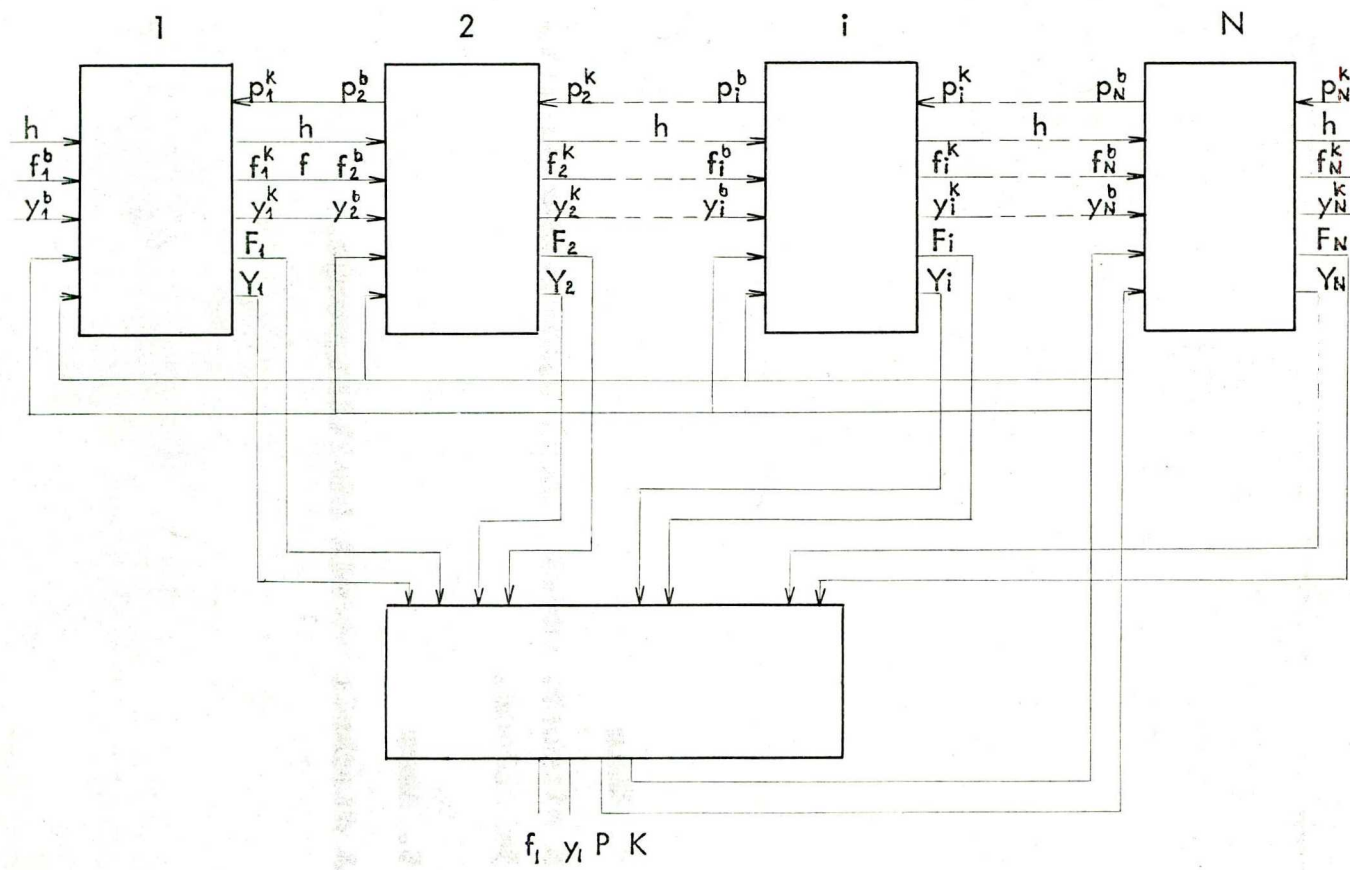 1 2 i N
p₁ᵏ p₂ᵇ p₂ᵏ pᵢᵇ pᵢᵏ p_Nᵇ p_Nᵏ
h h h h h
f₁ᵇ f₁ᵏ f f₂ᵇ f₂ᵏ fᵢᵇ fᵢᵏ f_Nᵇ f_Nᵏ
y₁ᵇ y₁ᵏ y₂ᵇ y₂ᵏ yᵢᵇ yᵢᵏ y_Nᵇ y_Nᵏ
F₁ F₂ Fᵢ F_N
Y₁ Y₂ Yᵢ Y_N
f₁ y₁ P K